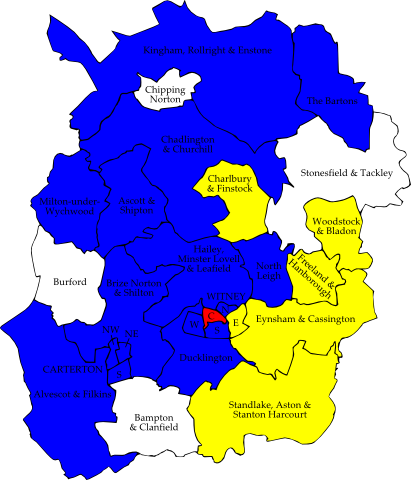 Kingham, Rollright & Enstone
The Bartons
Chipping
Norton
Chadlington
& Churchill
Stonesfield & Tackley
Charlbury
& Finstock
Milton-under-
Wychwood
Ascott &
Shipton
Woodstock
& Bladon
Hailey,
Minster Lovell
& Leafield
North
Leigh
Freeland &
Hanborough
Burford
Brize Norton
& Shilton
WITNEY
N
C
W
E
S
Eynsham & Cassington
NW
NE
CARTERTON
S
Ducklington
Alvescot & Filkins
Bampton
& Clanfield
Standlake, Aston &
Stanton Harcourt